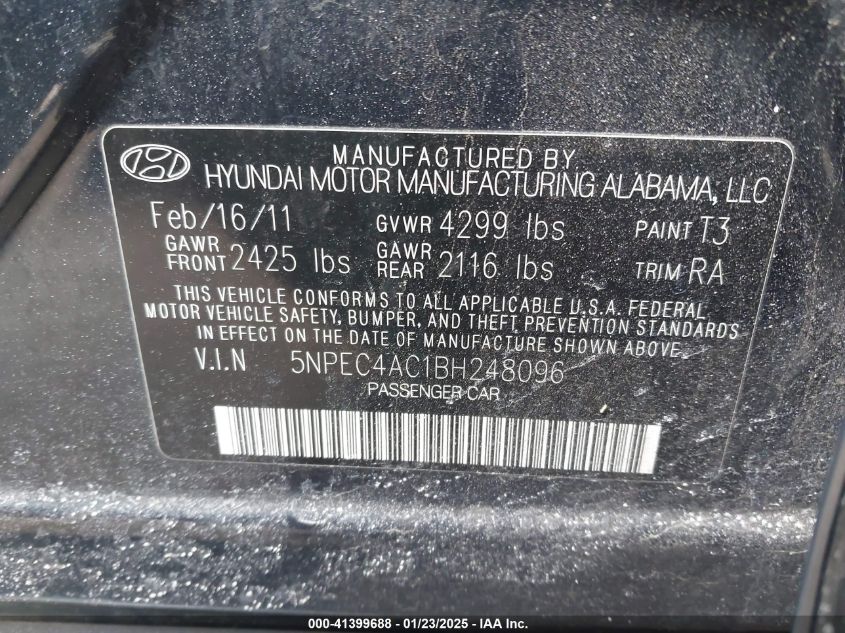 MANUFACTURED BY
HYUNDAI MOTOR MANUFACTURING ALABAMA, LLC
Feb/16/11 GVWR 4299 lbs PAINT T3
GAWR FRONT 2425 lbs GAWR REAR 2116 lbs TRIM RA
THIS VEHICLE CONFORMS TO ALL APPLICABLE U.S.A. FEDERAL
MOTOR VEHICLE SAFETY, BUMPER, AND THEFT PREVENTION STANDARDS
IN EFFECT ON THE DATE OF MANUFACTURE SHOWN ABOVE.
V.I.N 5NPEC4AC1BH248096
PASSENGER CAR
000-41399688 - 01/23/2025 - IAA Inc.